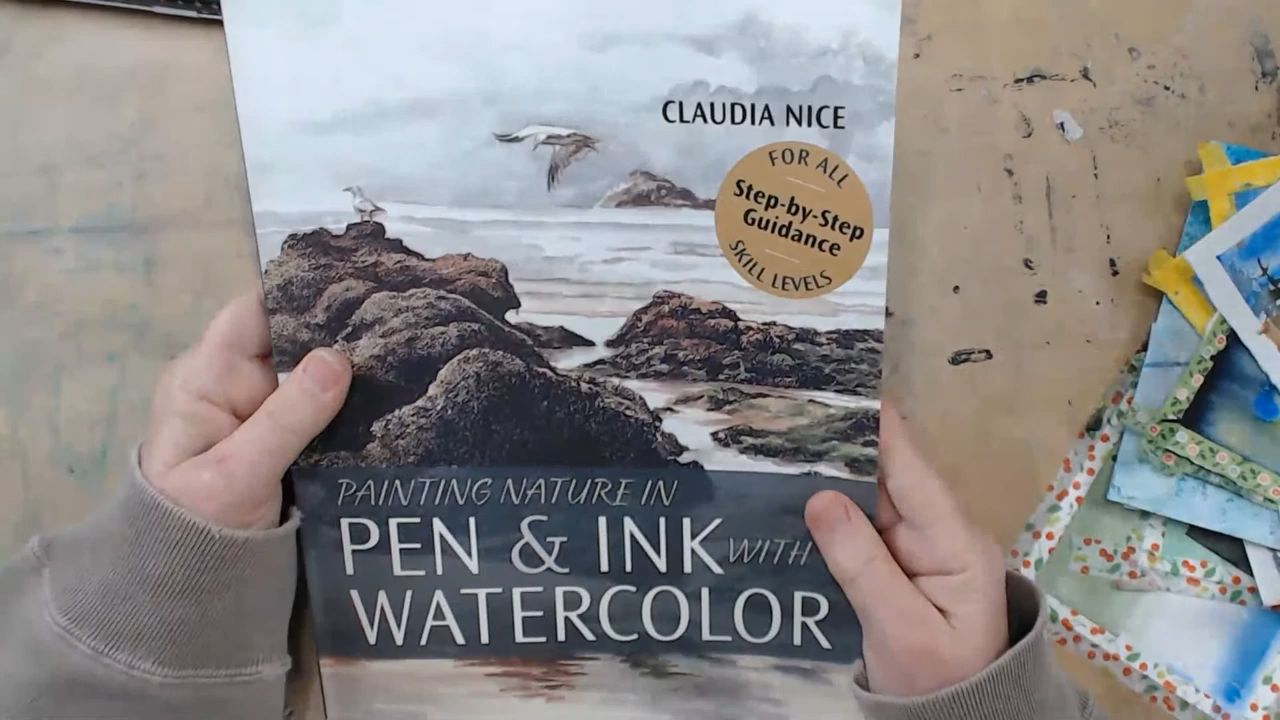 CLAUDIA NICE
FOR ALL
Step-by-Step
Guidance
SKILL LEVELS
PAINTING NATURE IN
PEN & INK WITH
WATERCOLOR